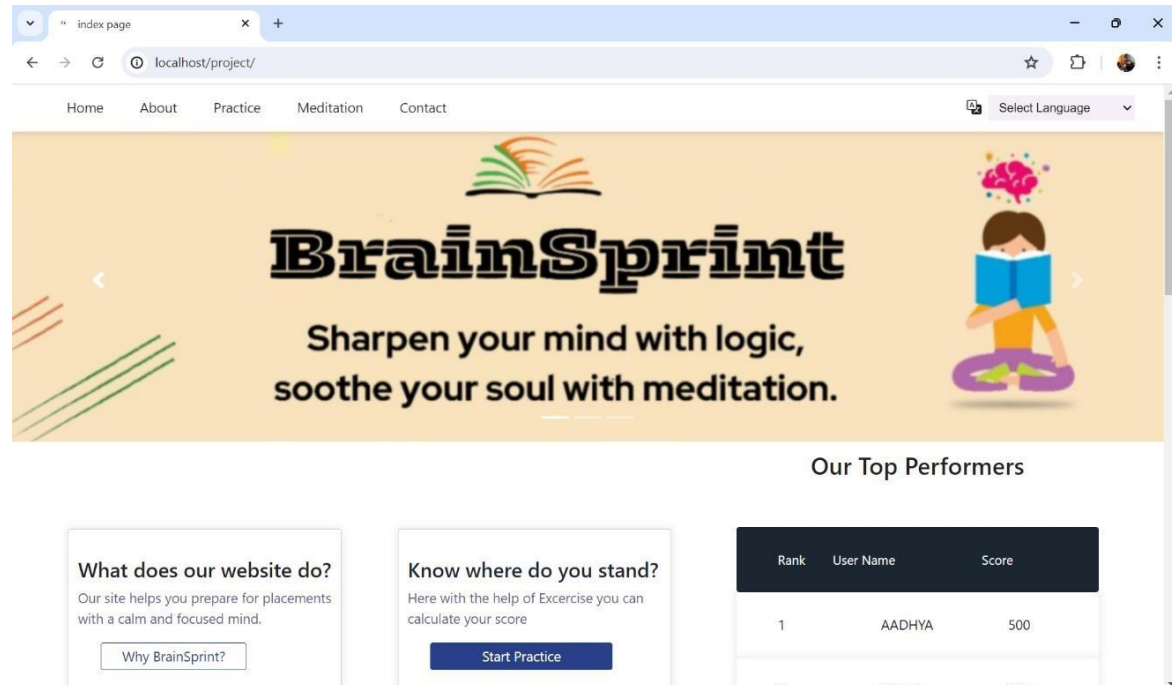 index page
localhost/project/
Home About Practice Meditation Contact Select Language
BrainSprint
Sharpen your mind with logic,
soothe your soul with meditation.
Our Top Performers
What does our website do?
Our site helps you prepare for placements
with a calm and focused mind.
Why BrainSprint?
Know where do you stand?
Here with the help of Excercise you can
calculate your score
Start Practice
Rank User Name Score
1 AADHYA 500